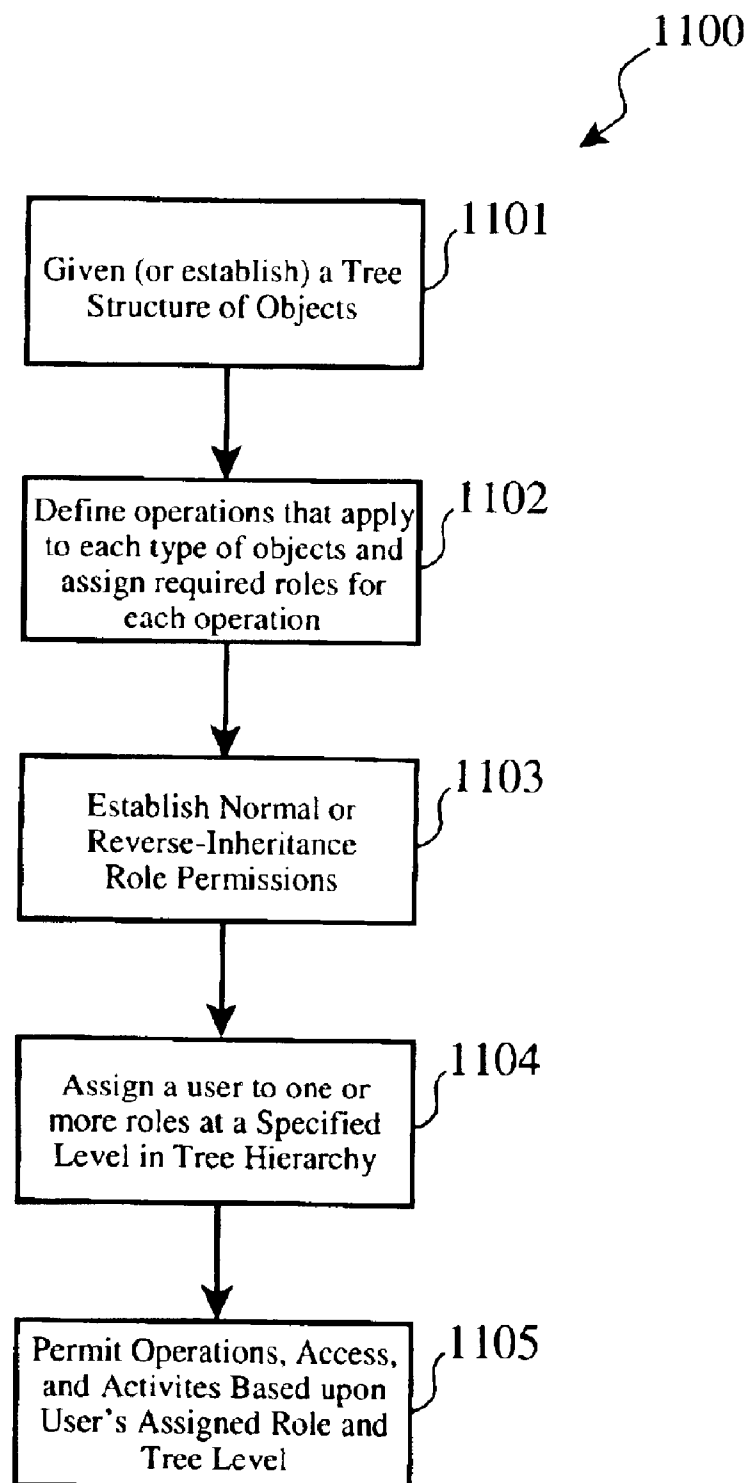 1100
1101
Given (or establish) a Tree
Structure of Objects
1102
Define operations that apply
to each type of objects and
assign required roles for
each operation
1103
Establish Normal or
Reverse-Inheritance
Role Permissions
1104
Assign a user to one or
more roles at a Specified
Level in Tree Hierarchy
1105
Permit Operations, Access,
and Activites Based upon
User's Assigned Role and
Tree Level